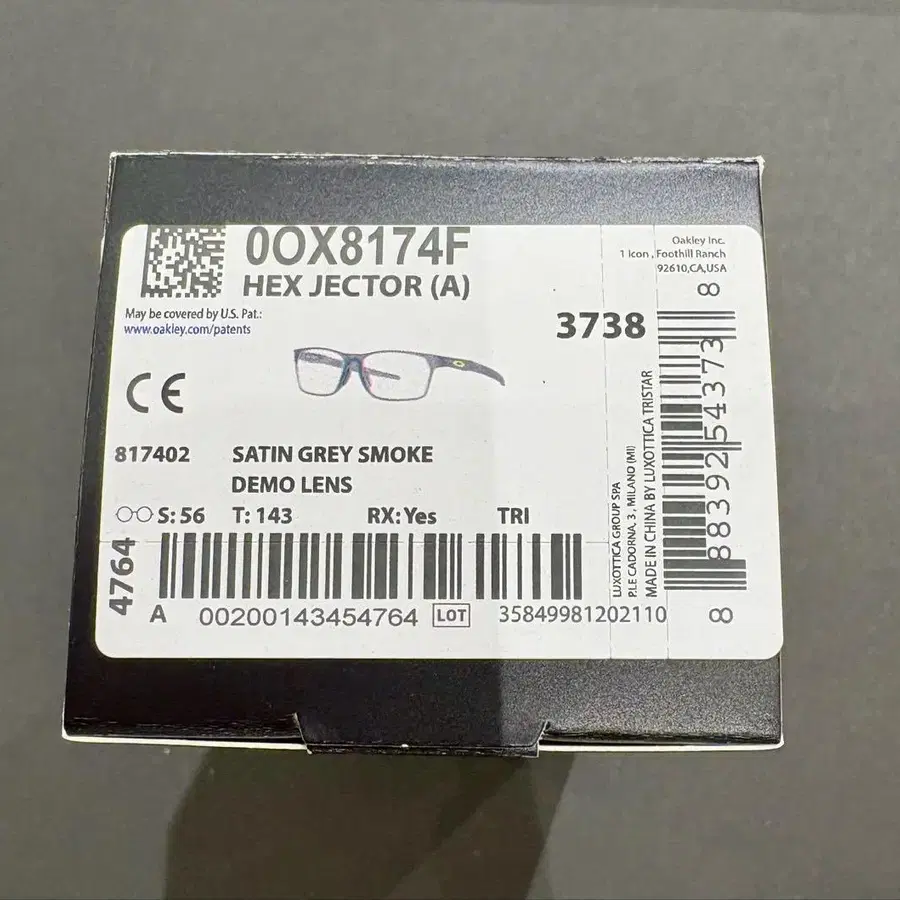 0OX8174F
HEX JECTOR (A)
Oakley Inc.
1 Icon , Foothill Ranch
92610,CA,USA
May be covered by U.S. Pat.:
www.oakley.com/patents
3738
CE
817402 SATIN GREY SMOKE
DEMO LENS
S: 56 T: 143 RX: Yes TRI
4764
A 00200143454764 LOT 35849981202110
LUXOTTICA GROUP SPA
P.LE CADORNA, 3 , MILANO (MI)
MADE IN CHINA BY LUXOTTICA TRISTAR
8 883925 43738 8